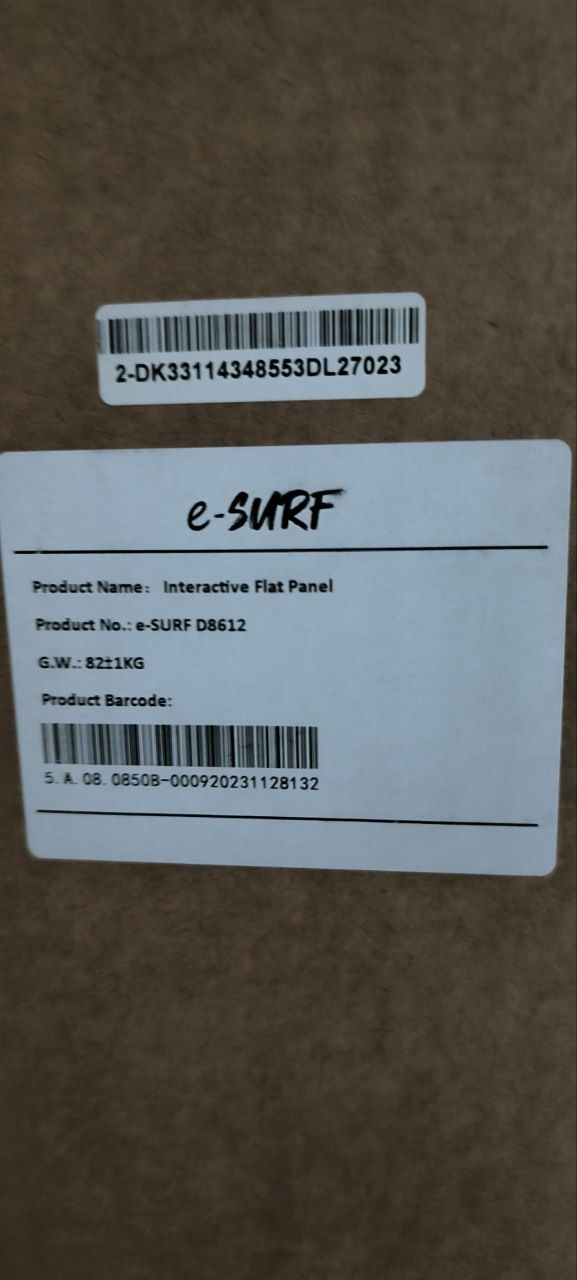 2-DK33114348553DL27023
e-SURF
Product Name: Interactive Flat Panel
Product No.: e-SURF D8612
G.W.: 82±1KG
Product Barcode:
5.A.08.0850B-000920231128132